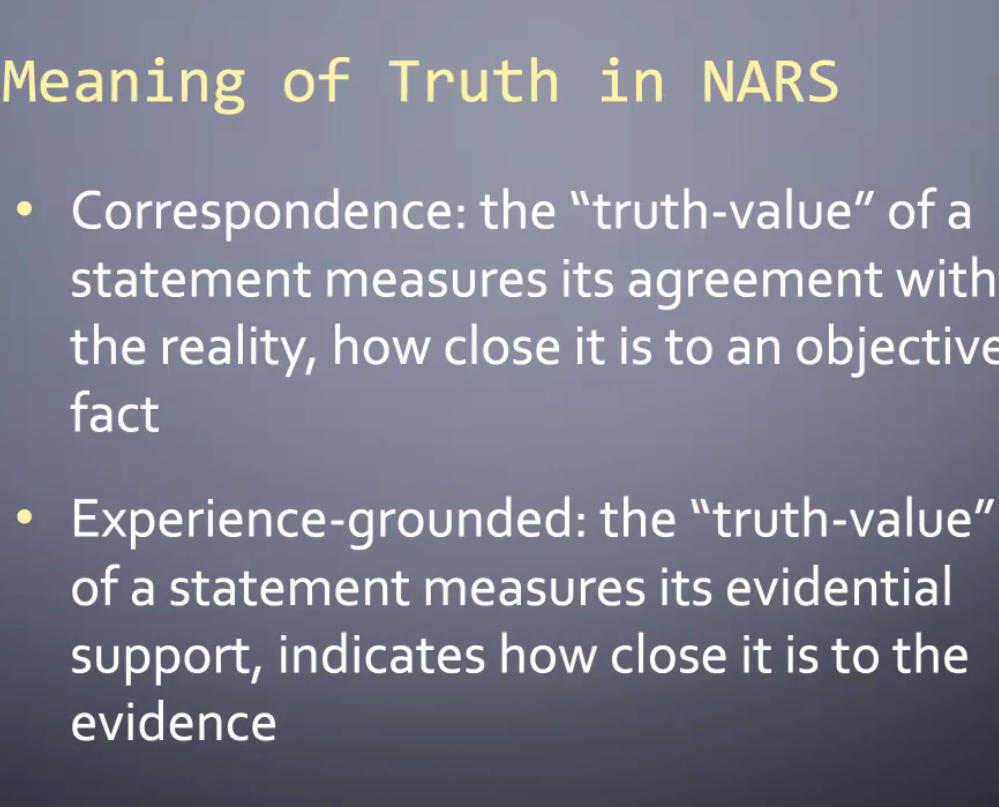 Meaning of Truth in NARS
• Correspondence: the “truth-value” of a
statement measures its agreement with
the reality, how close it is to an objective
fact
• Experience-grounded: the “truth-value”
of a statement measures its evidential
support, indicates how close it is to the
evidence